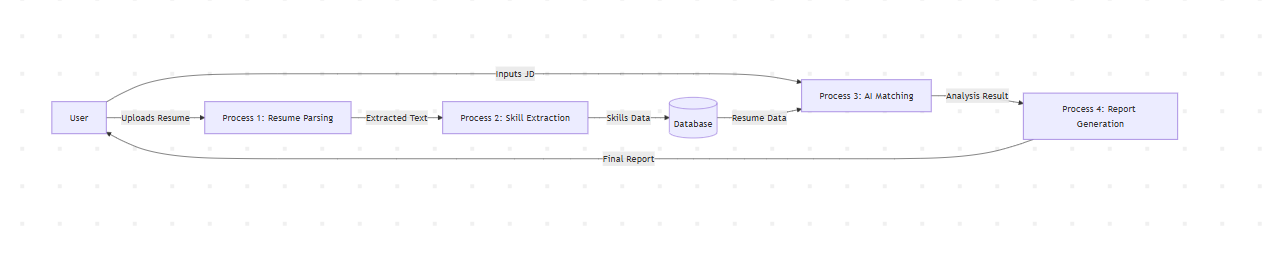 Inputs JD
User
Uploads Resume
Process 1: Resume Parsing
Extracted Text
Process 2: Skill Extraction
Skills Data
Database
Resume Data
Process 3: AI Matching
Analysis Result
Process 4: Report
Generation
Final Report